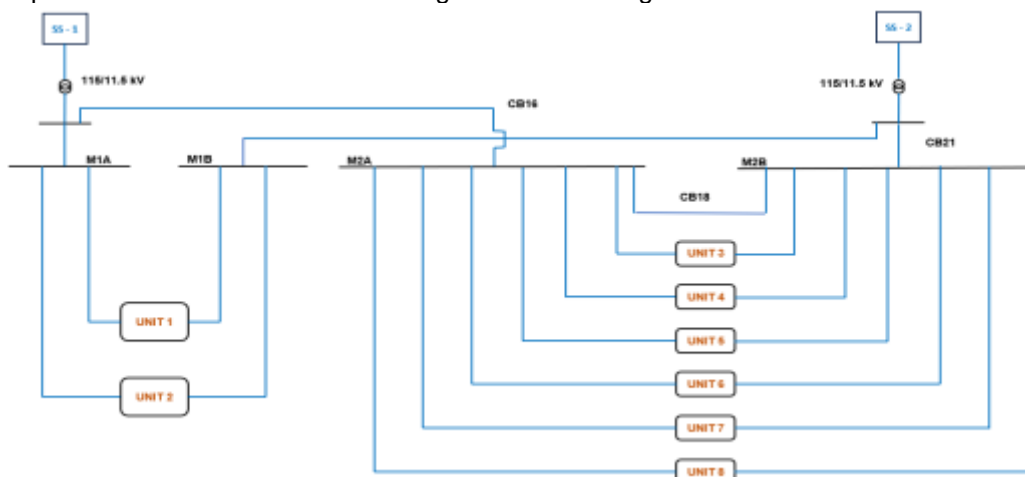 SS - 1
SS - 2
115/11.5 kV
115/11.5 kV
CB16
CB21
M1A
M1B
M2A
M2B
CB18
UNIT 3
UNIT 4
UNIT 1
UNIT 5
UNIT 6
UNIT 2
UNIT 7
UNIT 8